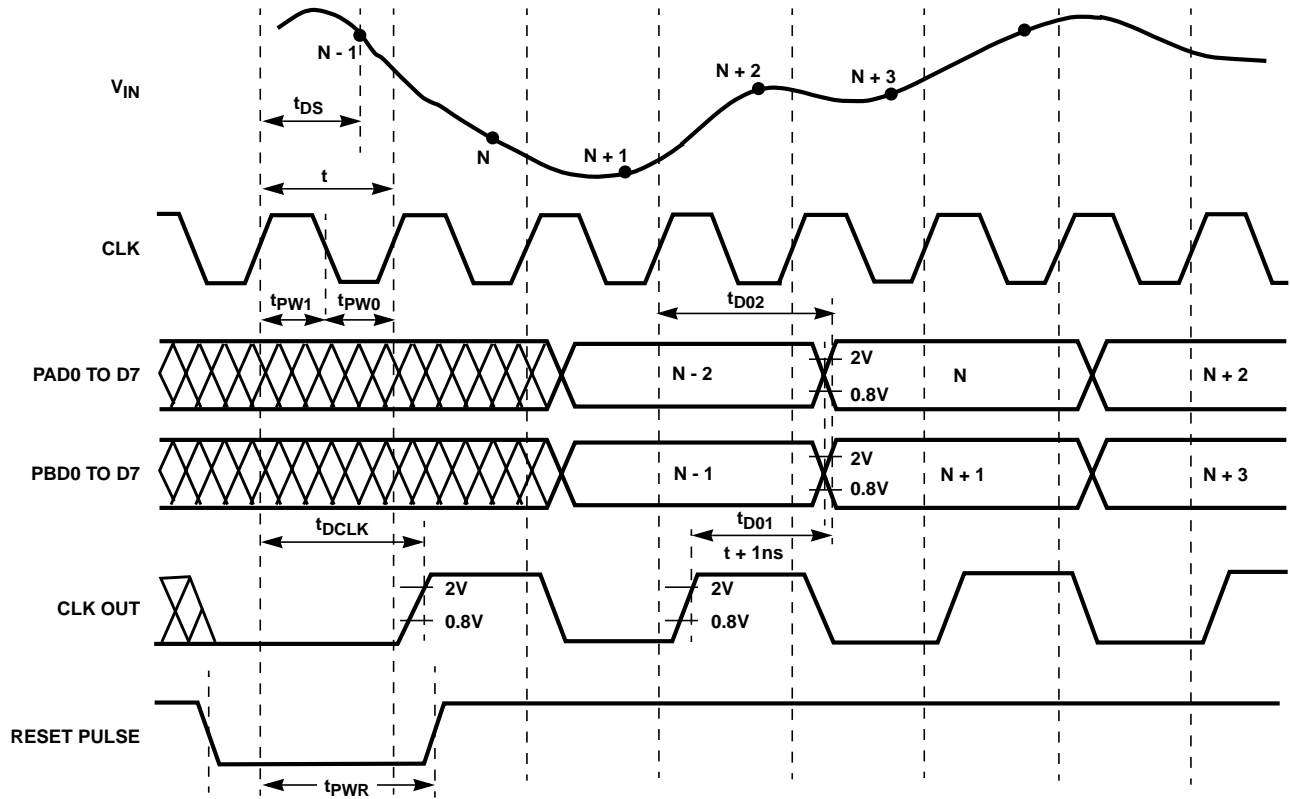 N - 1
V_IN
t_DS
N
N + 1
N + 2
N + 3
t
CLK
t_PW1
t_PW0
t_D02
PAD0 TO D7
N - 2
2V
0.8V
N
N + 2
PBD0 TO D7
N - 1
2V
0.8V
N + 1
N + 3
t_DCLK
t_D01
t + 1ns
CLK OUT
2V
0.8V
2V
0.8V
RESET PULSE
t_PWR